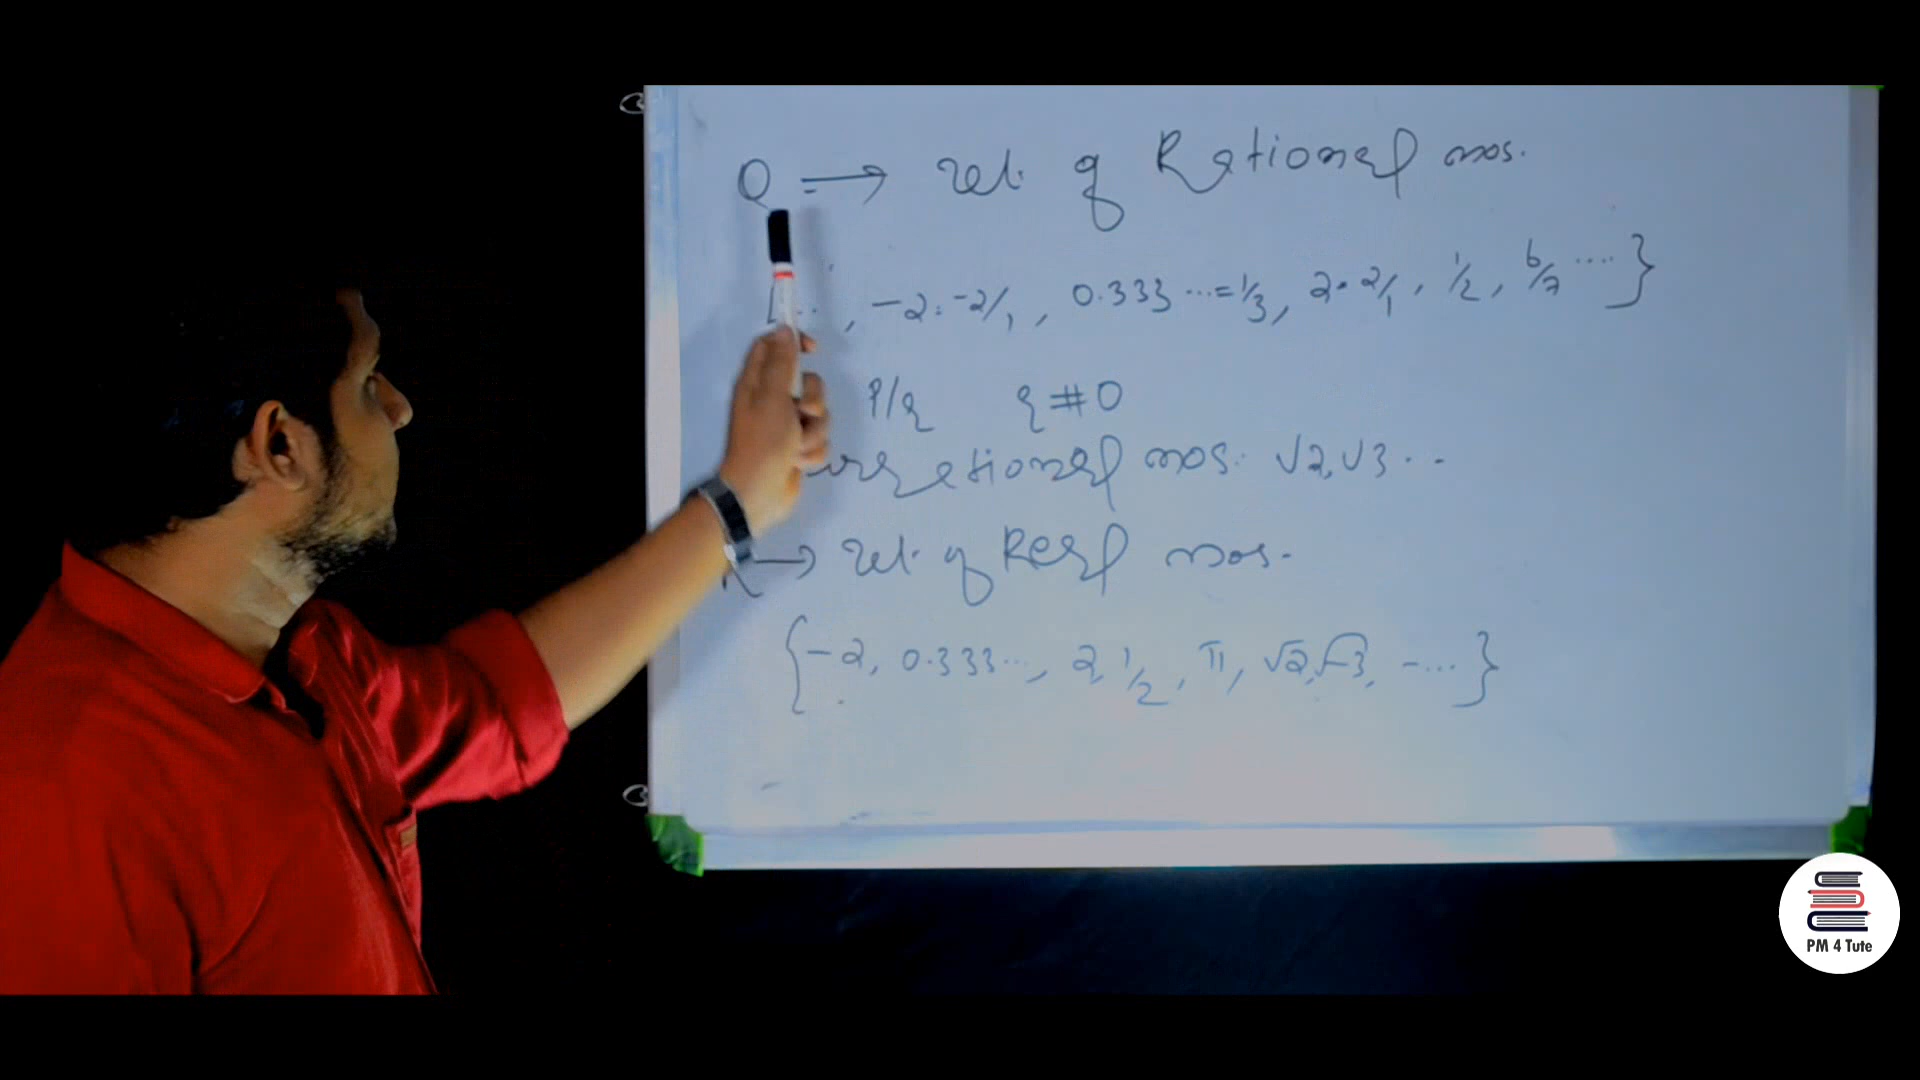 Q → set of Rational nos.
{..., -2 = -2/1, 0.333 ... = 1/3, 2 = 2/1, 1/2, 6/7 ....}
P/q q ≠ 0
irrational nos. √2, √3 ..
R → set of Real nos.
{-2, 0.333..., 2, 1/2, π, √2, √3, -....}
PM 4 Tute